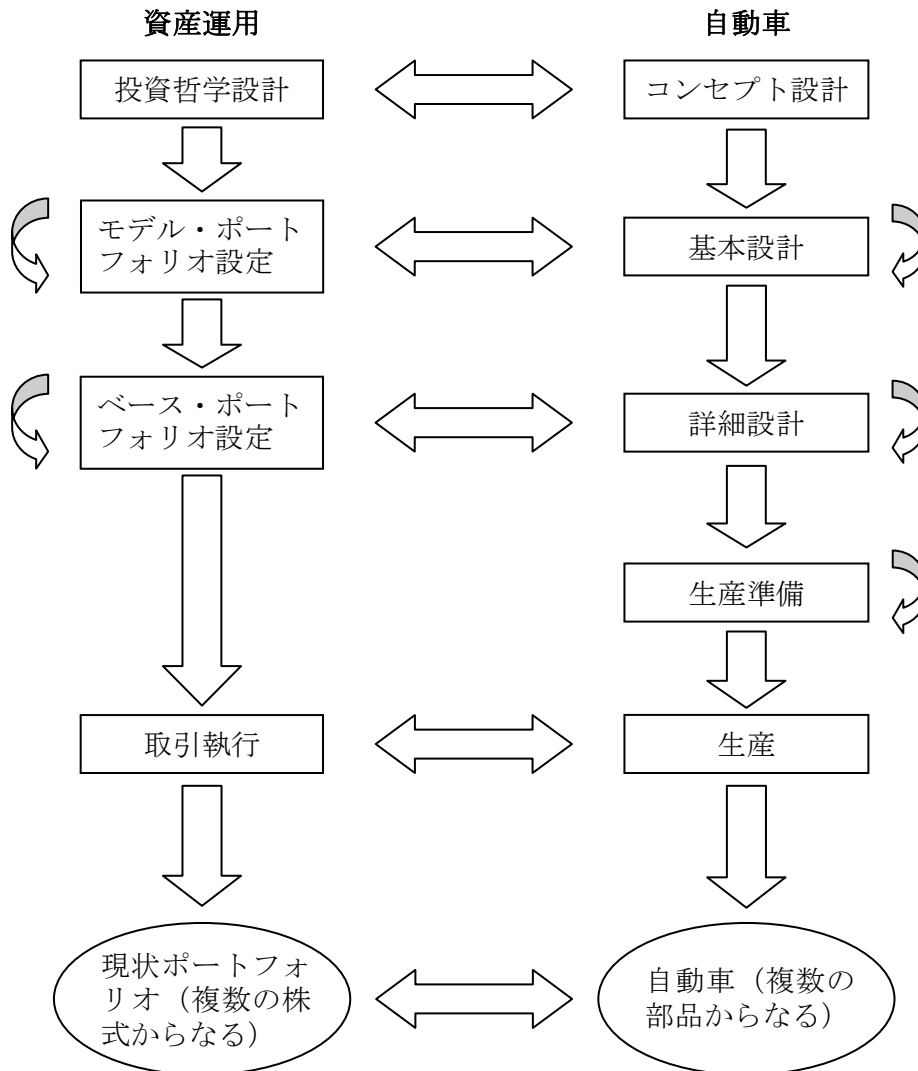 資産運用
自動車
投資哲学設計
コンセプト設計
モデル・ポート
フォリオ設定
基本設計
ベース・ポート
フォリオ設定
詳細設計
生産準備
取引執行
生産
現状ポートフォ
リオ（複数の株
式からなる）
自動車（複数の
部品からなる）